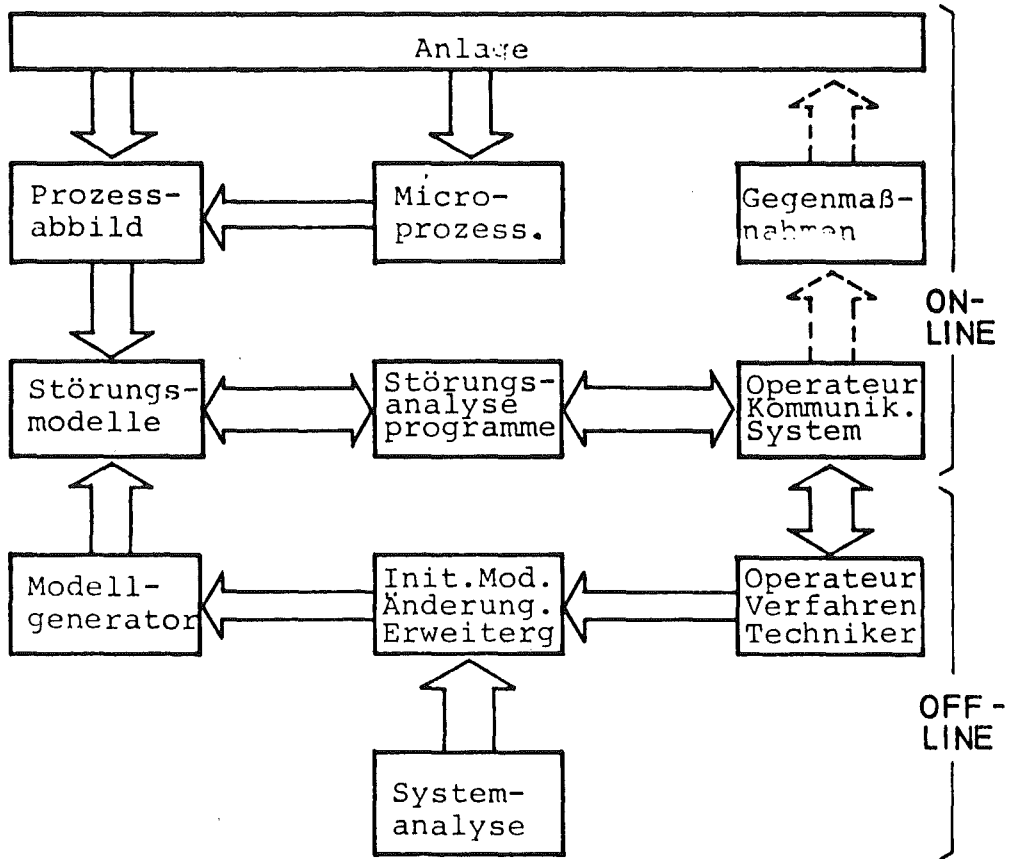 Anlage
Prozess-
abbild
Micro-
prozess.
Gegenmaß-
nahmen
ON-
LINE
Störungs-
modelle
Störungs-
analyse
programme
Operateur
Kommunik.
System
Modell-
generator
Init.Mod.
Änderung.
Erweiterg
Operateur
Verfahren
Techniker
OFF-
LINE
System-
analyse